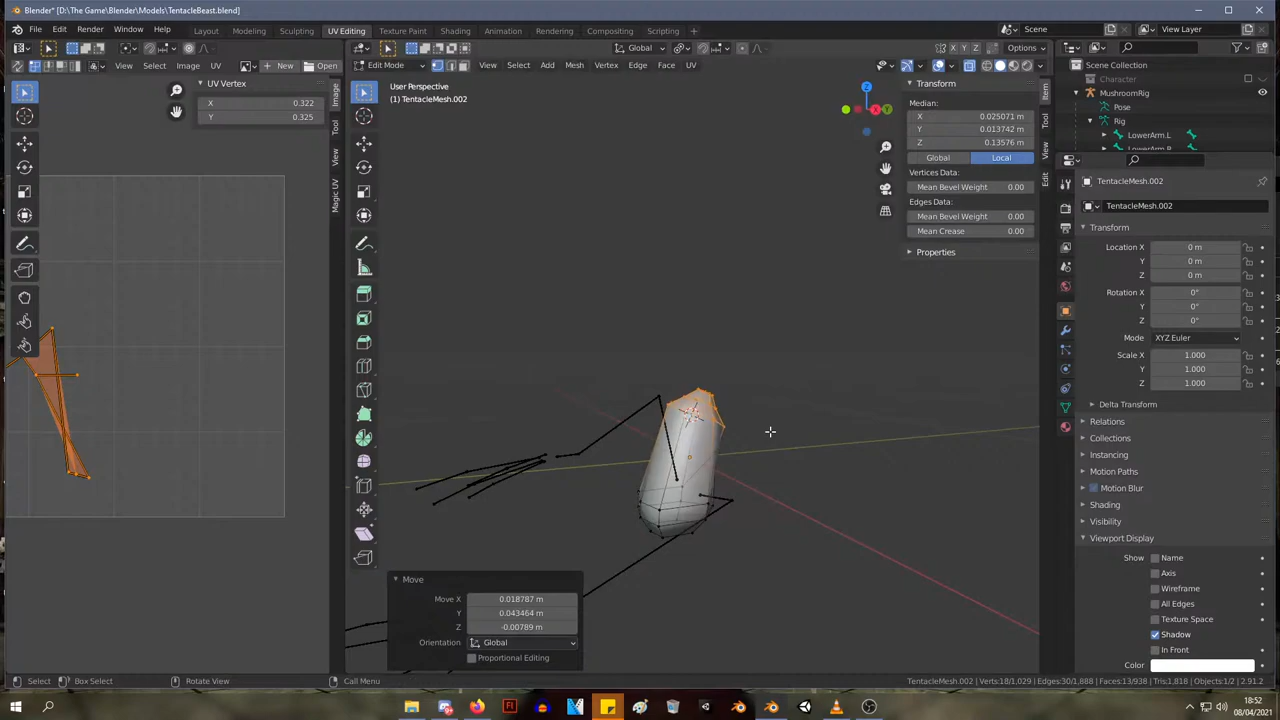 Blender* [D:\The Game\Blender\Models\TentacleBeast.blend]
File Edit Render Window Help Layout Modeling Sculpting UV Editing Texture Paint Shading Animation Rendering Compositing Scripting Scene View Layer
Global Options
View Select Image UV New Open Edit Mode View Select Add Mesh Vertex Edge Face UV Scene Collection
UV Vertex
X 0.322
Y 0.325
Image
Tool
View
Magic UV
User Perspective
(1) TentacleMesh.002
X Y
Z
Transform
Median:
X 0.025071 m
Y 0.013742 m
Z 0.13576 m
Global Local
Vertices Data:
Mean Bevel Weight 0.00
Edges Data:
Mean Bevel Weight 0.00
Mean Crease 0.00
Properties
Item
Tool
View
Edit
Character
MushroomRig
Pose
Rig
LowerArm.L
LowerArm.R
TentacleMesh.002
TentacleMesh.002
Transform
Location X 0 m
Y 0 m
Z 0 m
Rotation X 0°
Y 0°
Z 0°
Mode XYZ Euler
Scale X 1.000
Y 1.000
Z 1.000
Delta Transform
Relations
Collections
Instancing
Motion Paths
Motion Blur
Shading
Visibility
Viewport Display
Show Name
Axis
Wireframe
All Edges
Texture Space
Shadow
In Front
Color
Move
Move X 0.018787 m
Y 0.043464 m
Z -0.00789 m
Orientation Global
Proportional Editing
Select Box Select Rotate View Call Menu TentacleMesh.002 | Verts:18/1,029 | Edges:30/1,888 | Faces:13/938 | Tris:1,818 | Objects:1/2 | 2.91.2
18:52
08/04/2021